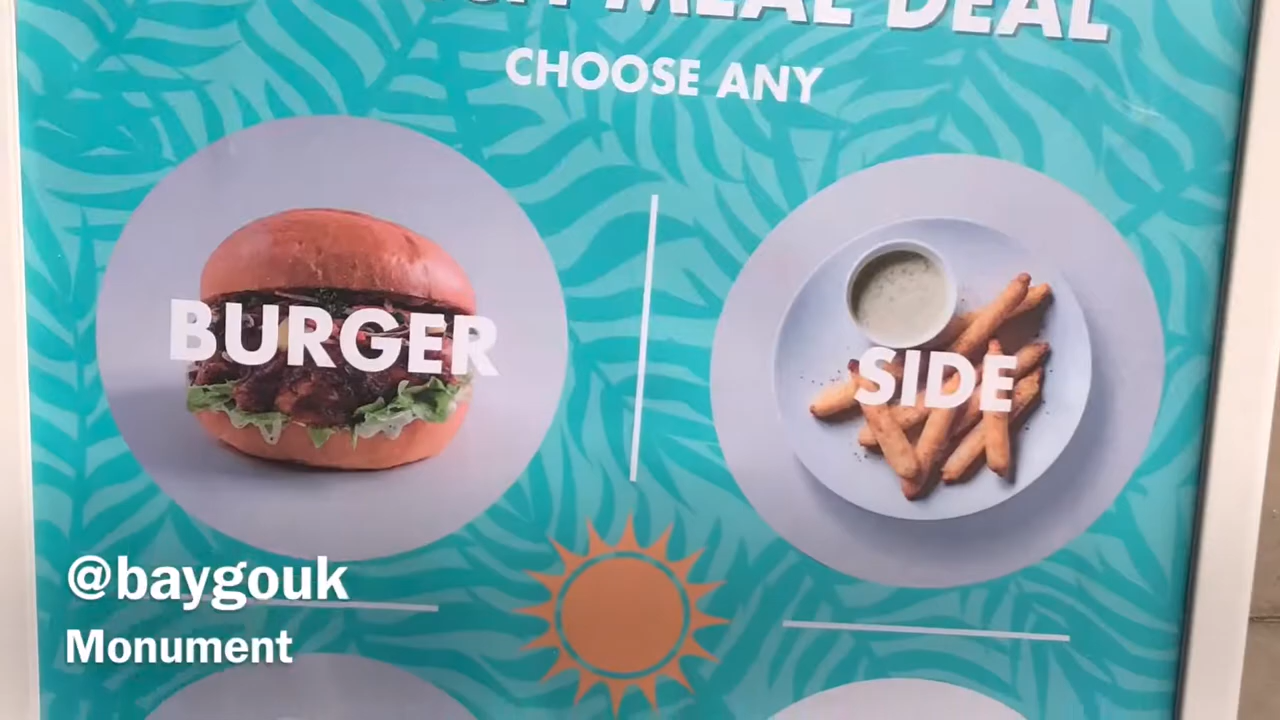 MEAL DEAL
CHOOSE ANY
BURGER
SIDE
@baygouk
Monument